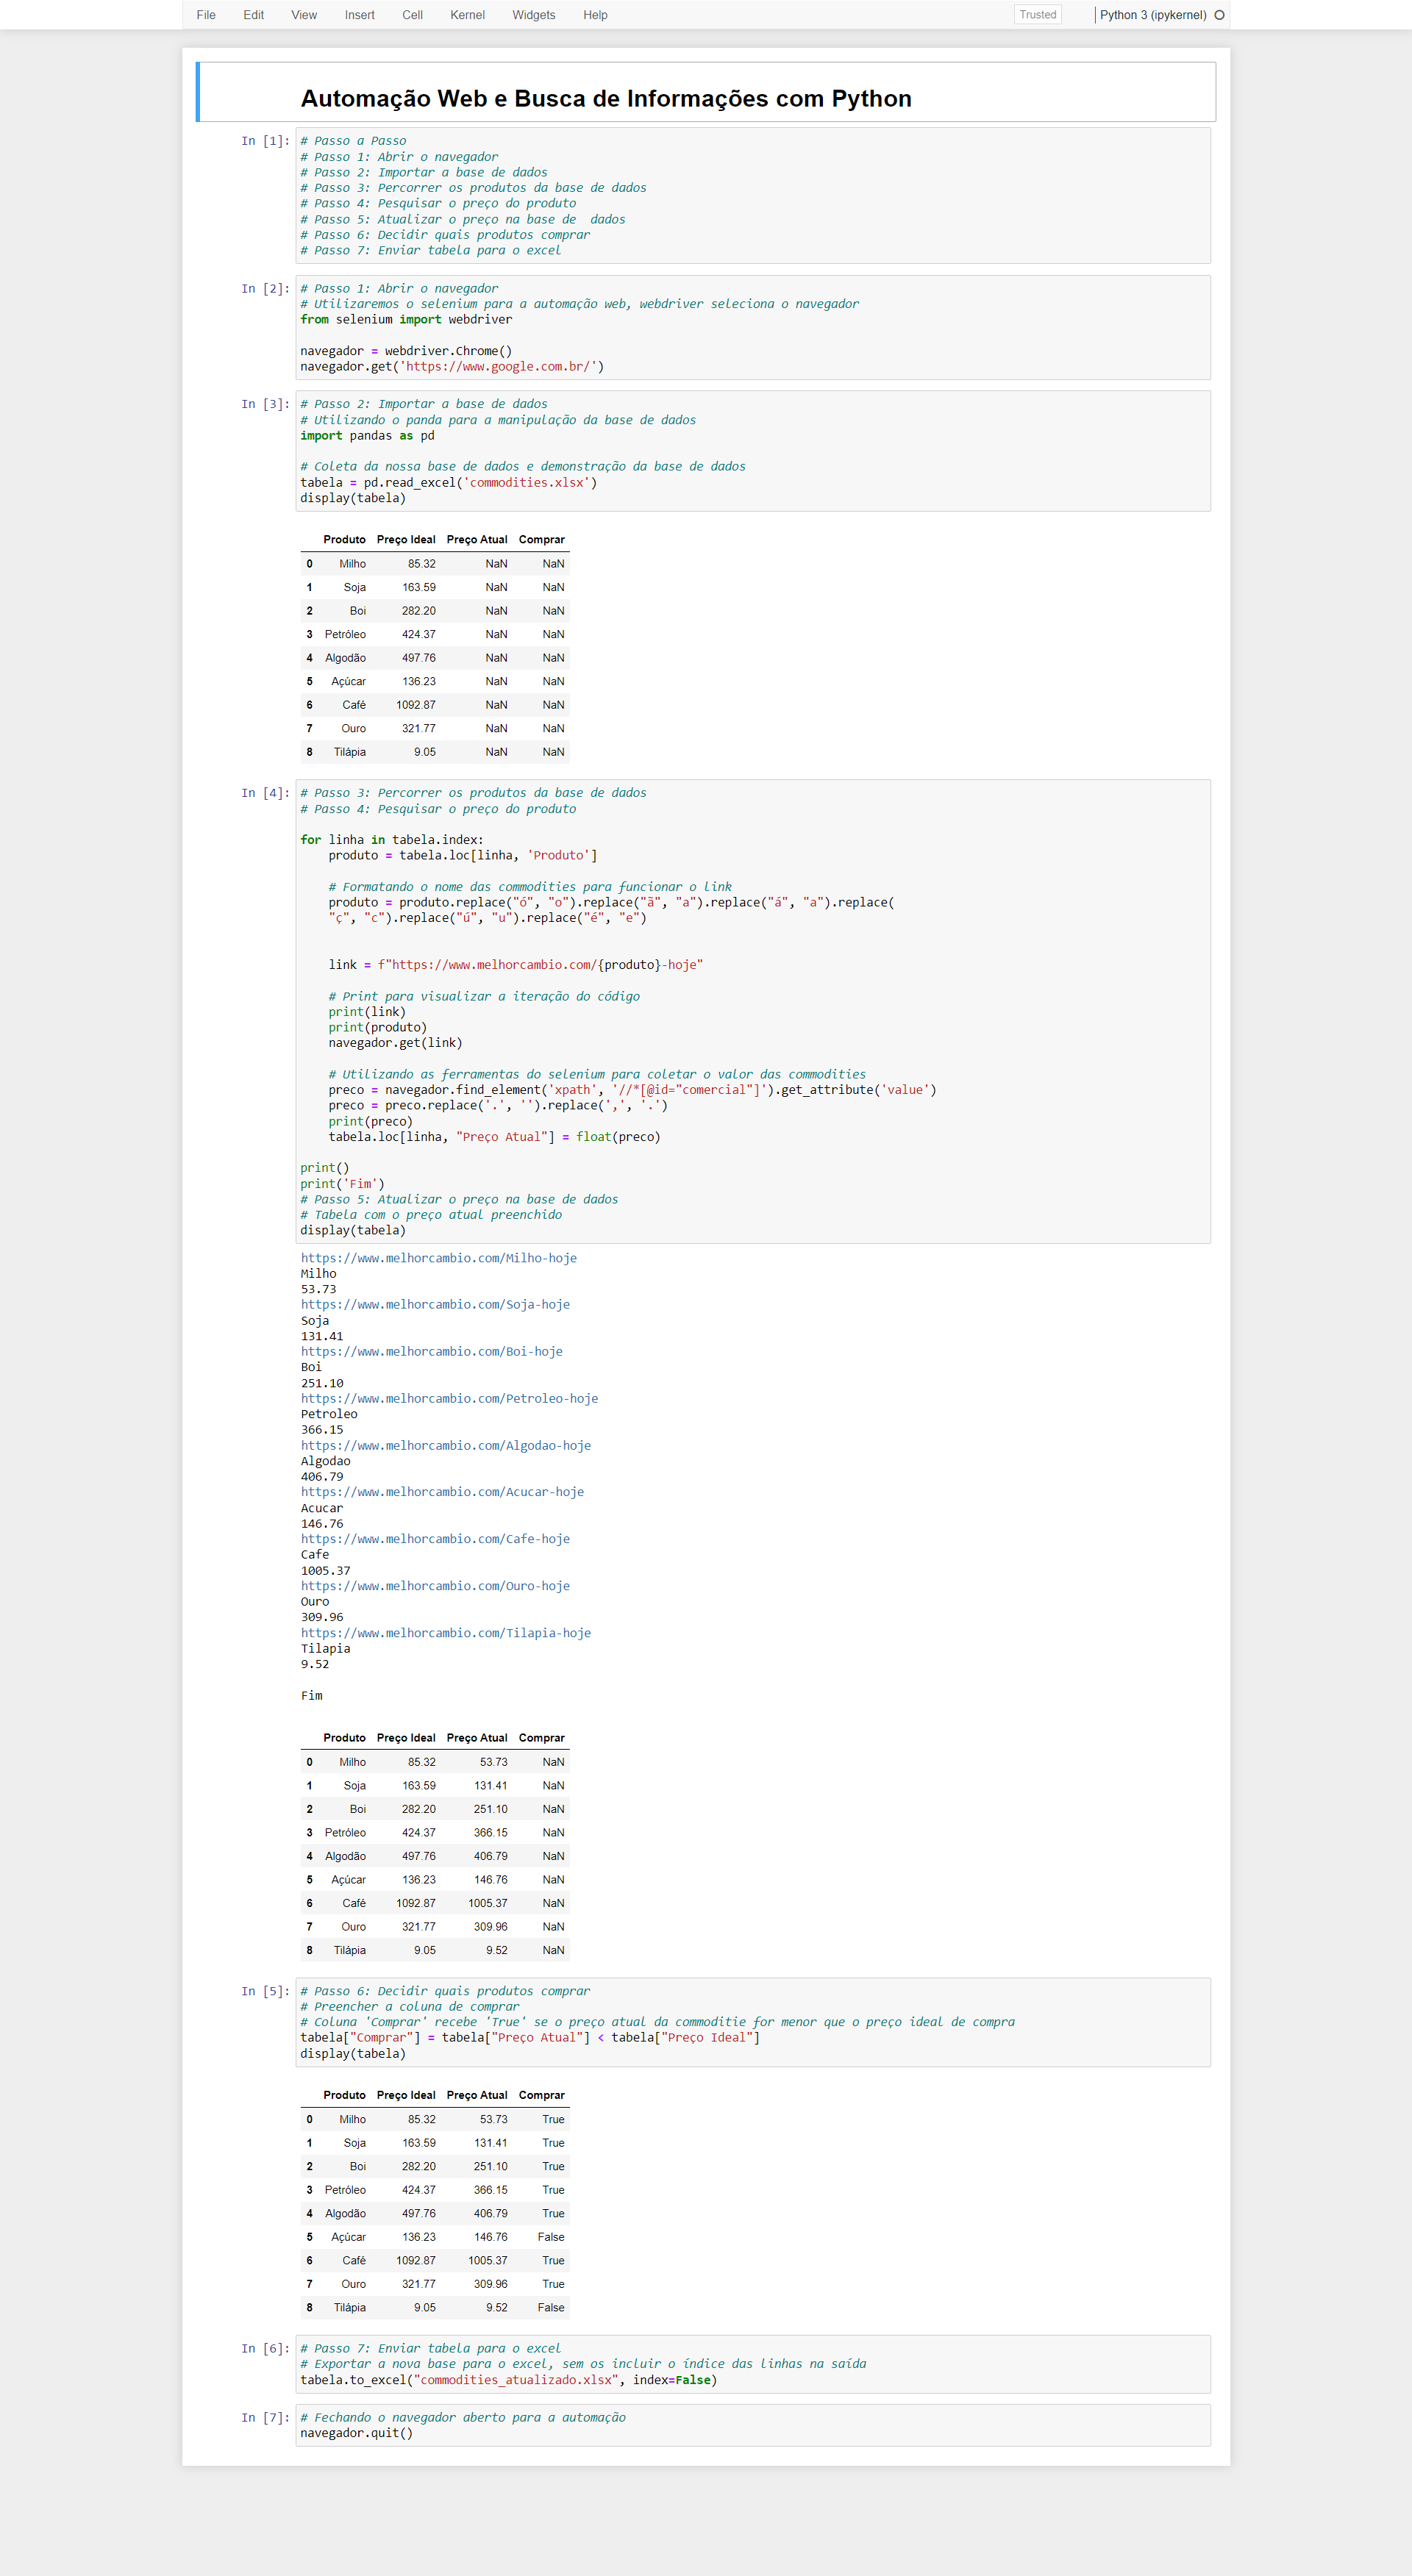 File Edit View Insert Cell Kernel Widgets Help Trusted Python 3 (ipykernel)
Automação Web e Busca de Informações com Python
In [1]: # Passo a Passo
# Passo 1: Abrir o navegador
# Passo 2: Importar a base de dados
# Passo 3: Percorrer os produtos da base de dados
# Passo 4: Pesquisar o preço do produto
# Passo 5: Atualizar o preço na base de  dados
# Passo 6: Decidir quais produtos comprar
# Passo 7: Enviar tabela para o excel
In [2]: # Passo 1: Abrir o navegador
# Utilizaremos o selenium para a automação web, webdriver seleciona o navegador
from selenium import webdriver
navegador = webdriver.Chrome()
navegador.get('https://www.google.com.br/')
In [3]: # Passo 2: Importar a base de dados
# Utilizando o panda para a manipulação da base de dados
import pandas as pd
# Coleta da nossa base de dados e demonstração da base de dados
tabela = pd.read_excel('commodities.xlsx')
display(tabela)
Produto Preço Ideal Preço Atual Comprar
0 Milho 85.32 NaN NaN
1 Soja 163.59 NaN NaN
2 Boi 282.20 NaN NaN
3 Petróleo 424.37 NaN NaN
4 Algodão 497.76 NaN NaN
5 Açúcar 136.23 NaN NaN
6 Café 1092.87 NaN NaN
7 Ouro 321.77 NaN NaN
8 Tilápia 9.05 NaN NaN
In [4]: # Passo 3: Percorrer os produtos da base de dados
# Passo 4: Pesquisar o preço do produto
for linha in tabela.index:
    produto = tabela.loc[linha, 'Produto']
    # Formatando o nome das commodities para funcionar o link
    produto = produto.replace("ó", "o").replace("ã", "a").replace("á", "a").replace(
    "ç", "c").replace("ú", "u").replace("é", "e")
    link = f"https://www.melhorcambio.com/{produto}-hoje"
    # Print para visualizar a iteração do código
    print(link)
    print(produto)
    navegador.get(link)
    # Utilizando as ferramentas do selenium para coletar o valor das commodities
    preco = navegador.find_element('xpath', '//*[@id="comercial"]').get_attribute('value')
    preco = preco.replace('.', '').replace(',', '.')
    print(preco)
    tabela.loc[linha, "Preço Atual"] = float(preco)
print()
print('Fim')
# Passo 5: Atualizar o preço na base de dados
# Tabela com o preço atual preenchido
display(tabela)
https://www.melhorcambio.com/Milho-hoje
Milho
53.73
https://www.melhorcambio.com/Soja-hoje
Soja
131.41
https://www.melhorcambio.com/Boi-hoje
Boi
251.10
https://www.melhorcambio.com/Petroleo-hoje
Petroleo
366.15
https://www.melhorcambio.com/Algodao-hoje
Algodao
406.79
https://www.melhorcambio.com/Acucar-hoje
Acucar
146.76
https://www.melhorcambio.com/Cafe-hoje
Cafe
1005.37
https://www.melhorcambio.com/Ouro-hoje
Ouro
309.96
https://www.melhorcambio.com/Tilapia-hoje
Tilapia
9.52
Fim
Produto Preço Ideal Preço Atual Comprar
0 Milho 85.32 53.73 NaN
1 Soja 163.59 131.41 NaN
2 Boi 282.20 251.10 NaN
3 Petróleo 424.37 366.15 NaN
4 Algodão 497.76 406.79 NaN
5 Açúcar 136.23 146.76 NaN
6 Café 1092.87 1005.37 NaN
7 Ouro 321.77 309.96 NaN
8 Tilápia 9.05 9.52 NaN
In [5]: # Passo 6: Decidir quais produtos comprar
# Preencher a coluna de comprar
# Coluna 'Comprar' recebe 'True' se o preço atual da commoditie for menor que o preço ideal de compra
tabela["Comprar"] = tabela["Preço Atual"] < tabela["Preço Ideal"]
display(tabela)
Produto Preço Ideal Preço Atual Comprar
0 Milho 85.32 53.73 True
1 Soja 163.59 131.41 True
2 Boi 282.20 251.10 True
3 Petróleo 424.37 366.15 True
4 Algodão 497.76 406.79 True
5 Açúcar 136.23 146.76 False
6 Café 1092.87 1005.37 True
7 Ouro 321.77 309.96 True
8 Tilápia 9.05 9.52 False
In [6]: # Passo 7: Enviar tabela para o excel
# Exportar a nova base para o excel, sem os incluir o índice das linhas na saída
tabela.to_excel("commodities_atualizado.xlsx", index=False)
In [7]: # Fechando o navegador aberto para a automação
navegador.quit()